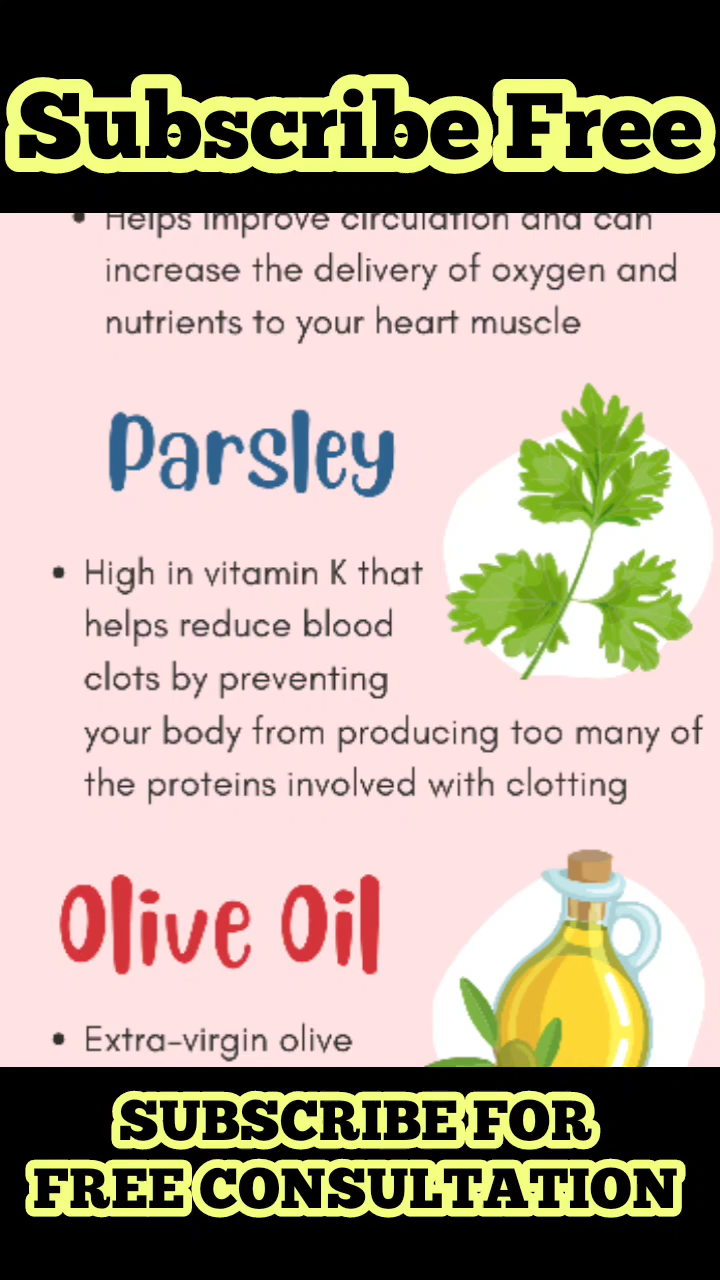 Subscribe Free
• Helps improve circulation and can
increase the delivery of oxygen and
nutrients to your heart muscle
Parsley
• High in vitamin K that
helps reduce blood
clots by preventing
your body from producing too many of
the proteins involved with clotting
Olive Oil
• Extra-virgin olive
SUBSCRIBE FOR
FREE CONSULTATION